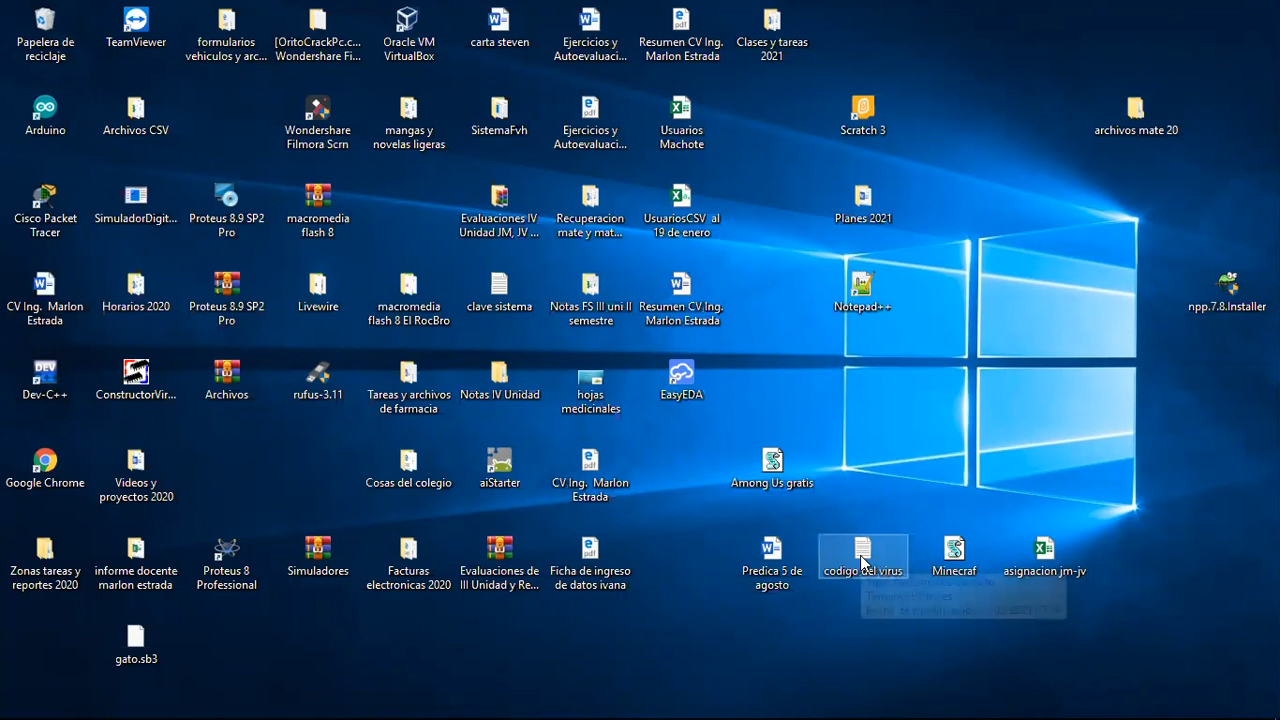 Papelera de
reciclaje
TeamViewer
formularios
vehiculos y arc...
[OritoCrackPc.c...
Wondershare Fi...
Oracle VM
VirtualBox
carta steven
Ejercicios y
Autoevaluaci...
Resumen CV Ing.
Marlon Estrada
Clases y tareas
2021
Arduino
Archivos CSV
Wondershare
Filmora Scrn
mangas y
novelas ligeras
SistemaFvh
Ejercicios y
Autoevaluaci...
Usuarios
Machote
Scratch 3
archivos mate 20
Cisco Packet
Tracer
SimuladorDigit...
Proteus 8.9 SP2
Pro
macromedia
flash 8
Evaluaciones IV
Unidad JM, JV ...
Recuperacion
mate y mat...
UsuariosCSV al
19 de enero
Planes 2021
CV Ing. Marlon
Estrada
Horarios 2020
Proteus 8.9 SP2
Pro
Livewire
macromedia
flash 8 El RocBro
clave sistema
Notas FS III uni II
semestre
Resumen CV Ing.
Marlon Estrada
Notepad++
npp.7.8.Installer
DEV
Dev-C++
ConstructorVir...
Archivos
rufus-3.11
Tareas y archivos
de farmacia
Notas IV Unidad
hojas
medicinales
EasyEDA
Google Chrome
Videos y
proyectos 2020
Cosas del colegio
aiStarter
CV Ing. Marlon
Estrada
Among Us gratis
Zonas tareas y
reportes 2020
informe docente
marlon estrada
Proteus 8
Professional
Simuladores
Facturas
electronicas 2020
Evaluaciones de
III Unidad y Re...
Ficha de ingreso
de datos ivana
Predica 5 de
agosto
codigo del virus
Minecraf
asignacion jm-jv
gato.sb3